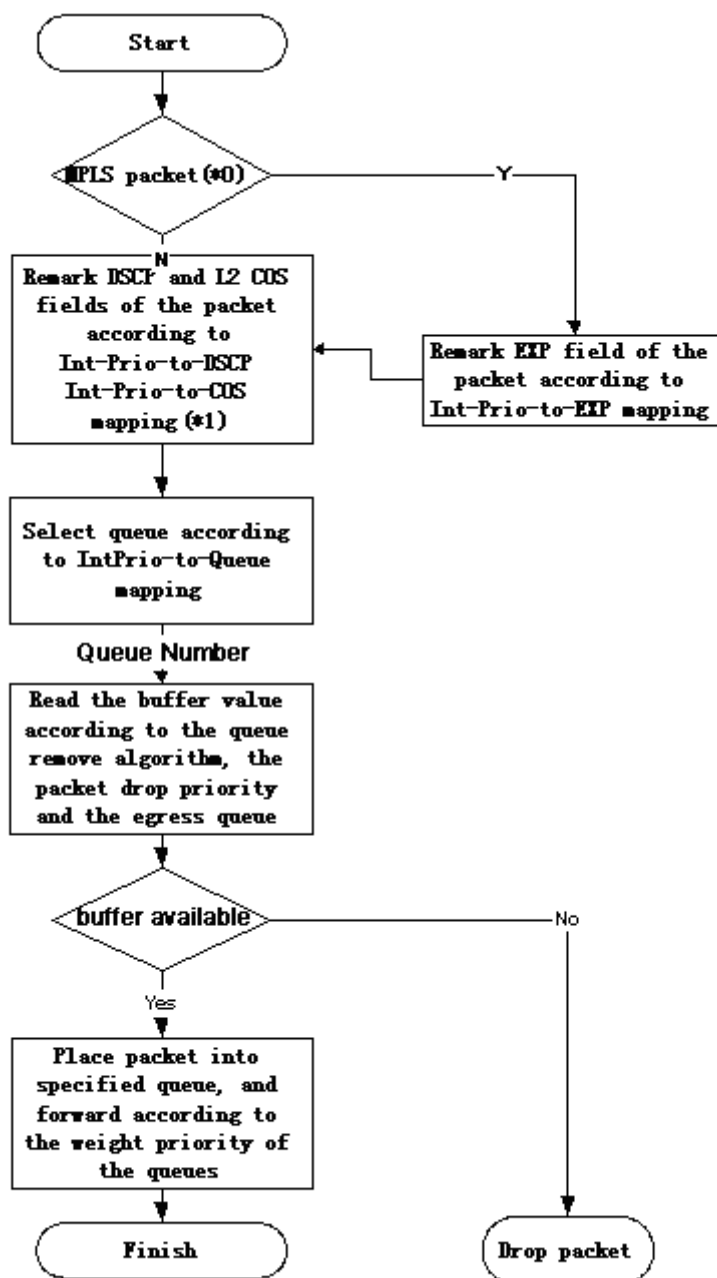 Start
MPLS packet(*0)
Y
N
Remark DSCP and L2 COS
fields of the packet
according to
Int-Prio-to-DSCP
Int-Prio-to-COS
mapping(*1)
Remark EXP field of the
packet according to
Int-Prio-to-EXP mapping
Select queue according
to IntPrio-to-Queue
mapping
Queue Number
Read the buffer value
according to the queue
remove algorithm, the
packet drop priority
and the egress queue
buffer available
No
Yes
Place packet into
specified queue, and
forward according to
the weight priority of
the queues
Finish
Drop packet